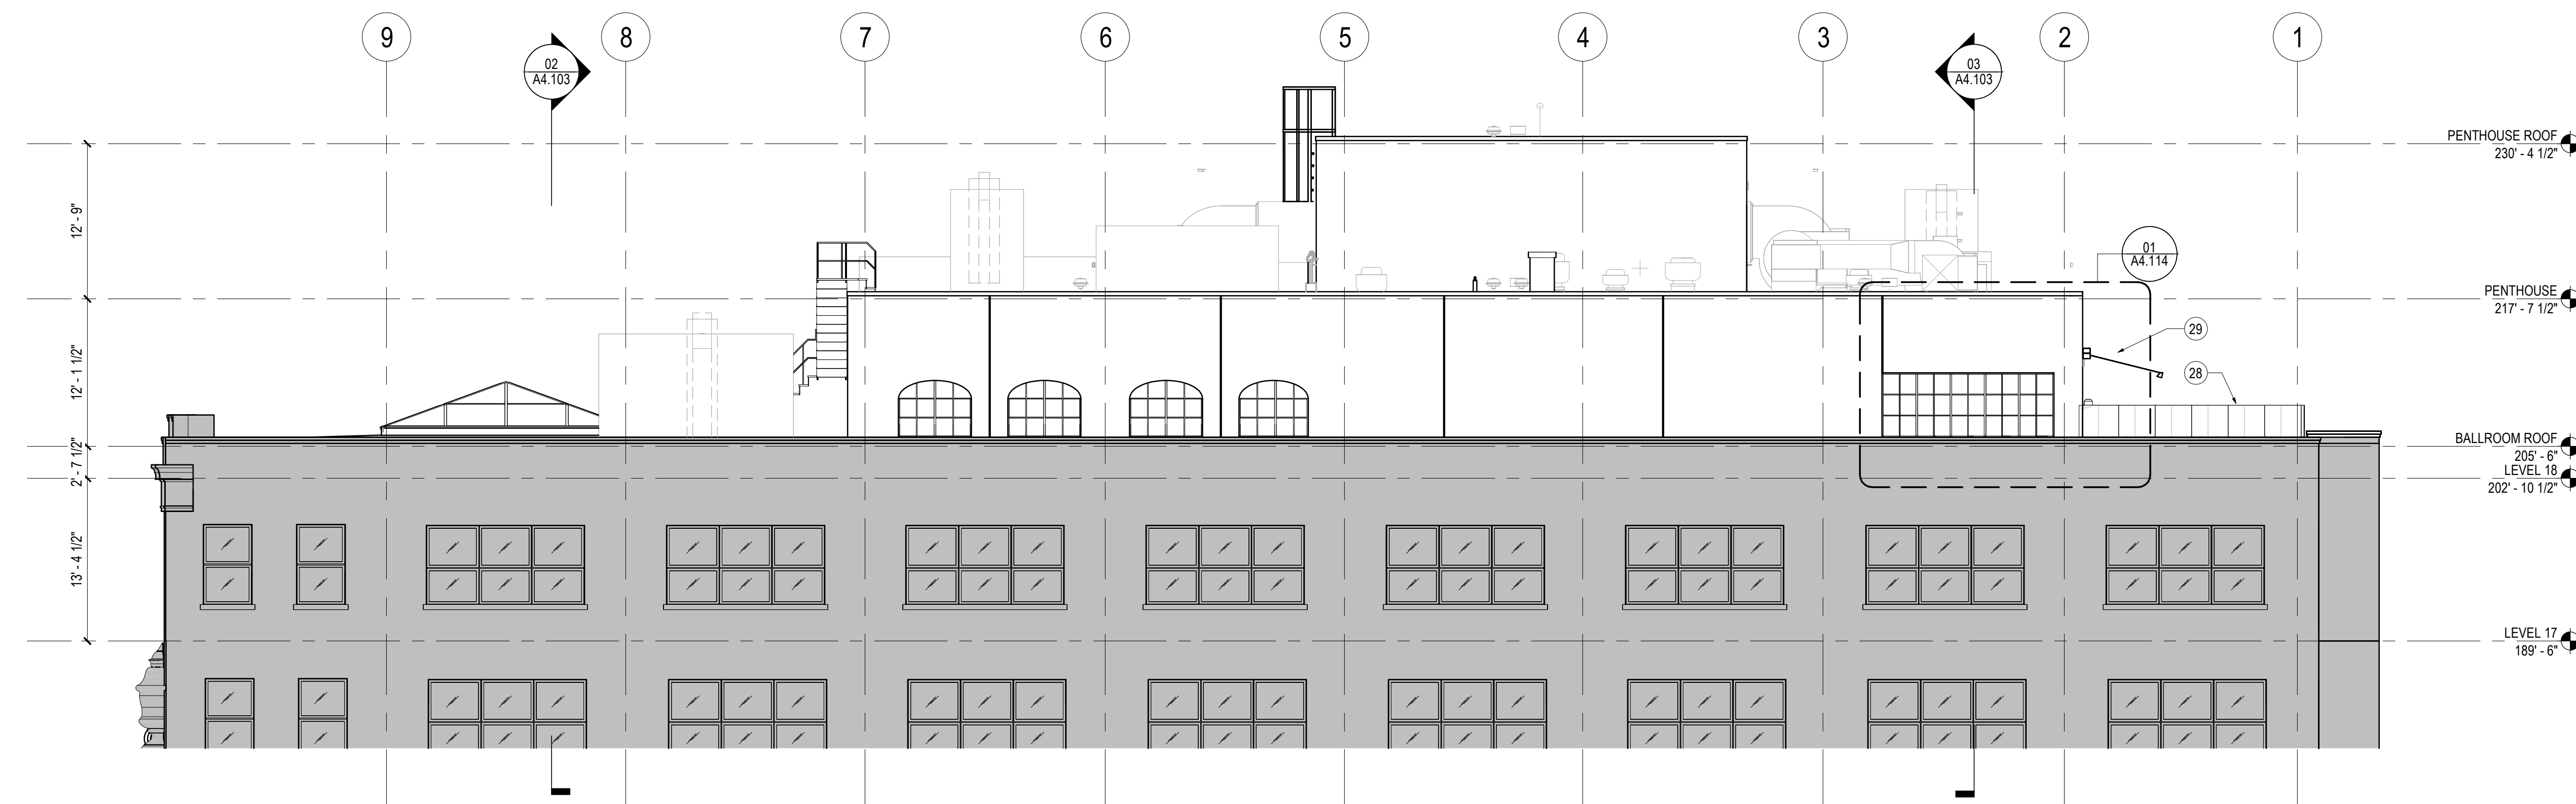 9
8
7
6
5
4
3
2
1
02
A4.103
03
A4.103
PENTHOUSE ROOF
230' - 4 1/2"
12' - 9"
01
A4.114
PENTHOUSE
217' - 7 1/2"
29
12' - 1 1/2"
28
BALLROOM ROOF
205' - 6"
2' - 7 1/2"
LEVEL 18
202' - 10 1/2"
13' - 4 1/2"
LEVEL 17
189' - 6"